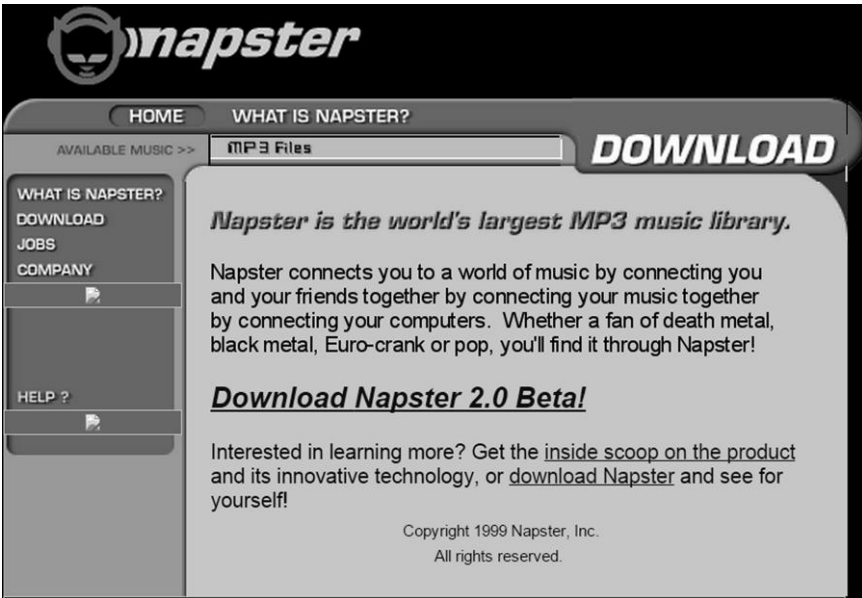 napster
HOME WHAT IS NAPSTER?
AVAILABLE MUSIC >> MP3 Files
DOWNLOAD
WHAT IS NAPSTER?
DOWNLOAD
JOBS
COMPANY
HELP ?
Napster is the world's largest MP3 music library.
Napster connects you to a world of music by connecting you
and your friends together by connecting your music together
by connecting your computers.  Whether a fan of death metal,
black metal, Euro-crank or pop, you'll find it through Napster!
Download Napster 2.0 Beta!
Interested in learning more? Get the inside scoop on the product
and its innovative technology, or download Napster and see for
yourself!
Copyright 1999 Napster, Inc.
All rights reserved.